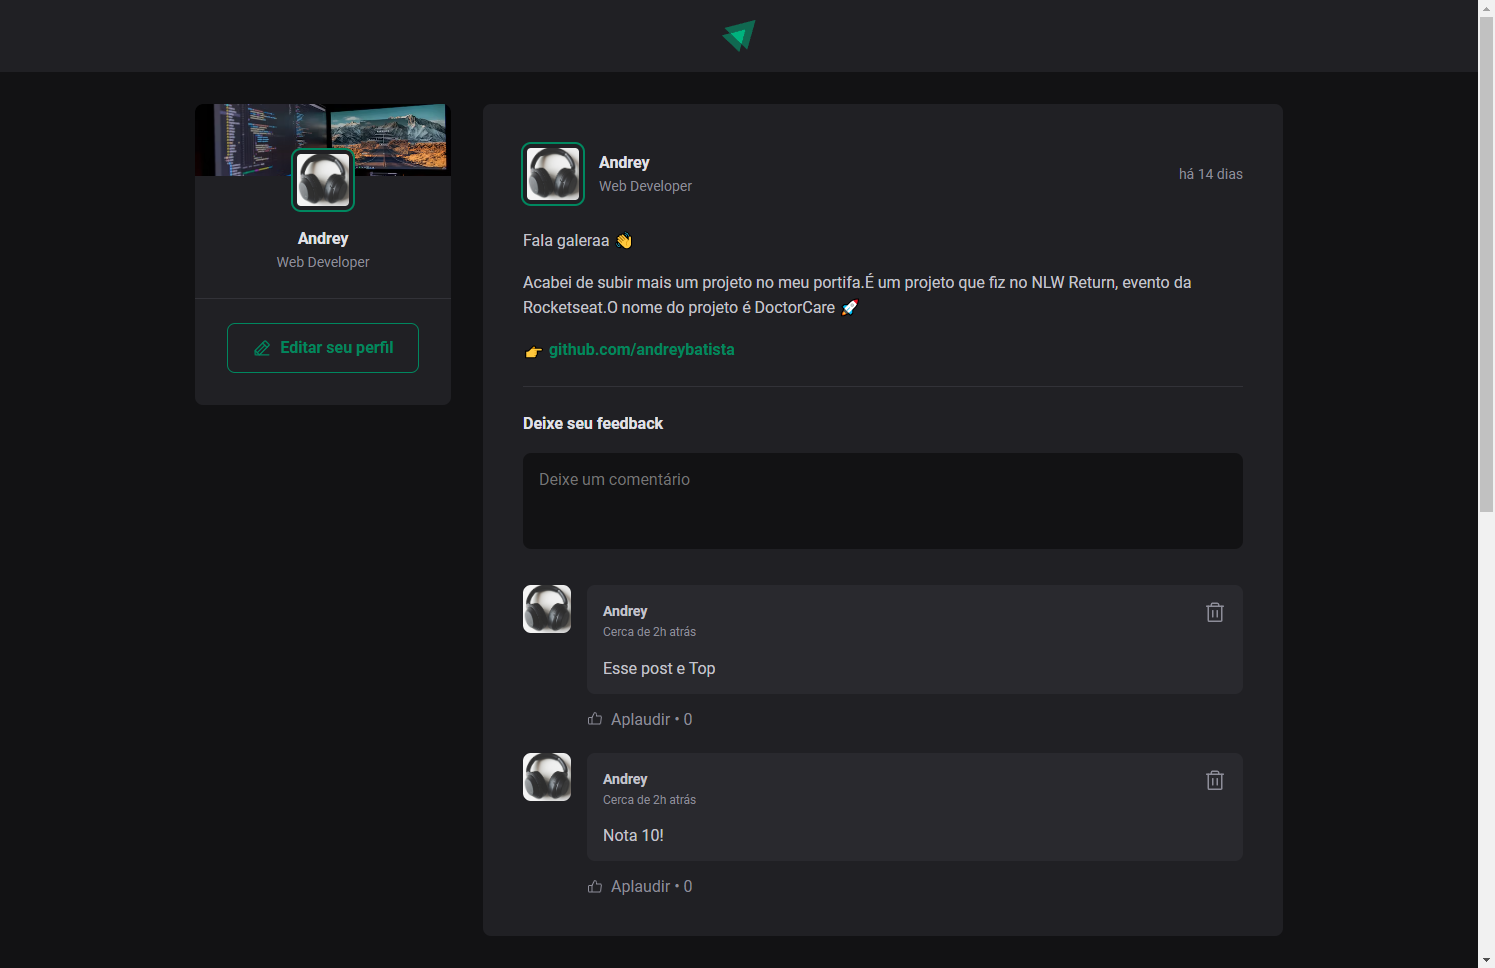 Andrey
Web Developer
Editar seu perfil
Andrey
Web Developer
há 14 dias
Fala galeraa 👋
Acabei de subir mais um projeto no meu portifa.É um projeto que fiz no NLW Return, evento da
Rocketseat.O nome do projeto é DoctorCare 🚀
👉 github.com/andreybatista
Deixe seu feedback
Deixe um comentário
Andrey
Cerca de 2h atrás
Esse post e Top
Aplaudir • 0
Andrey
Cerca de 2h atrás
Nota 10!
Aplaudir • 0